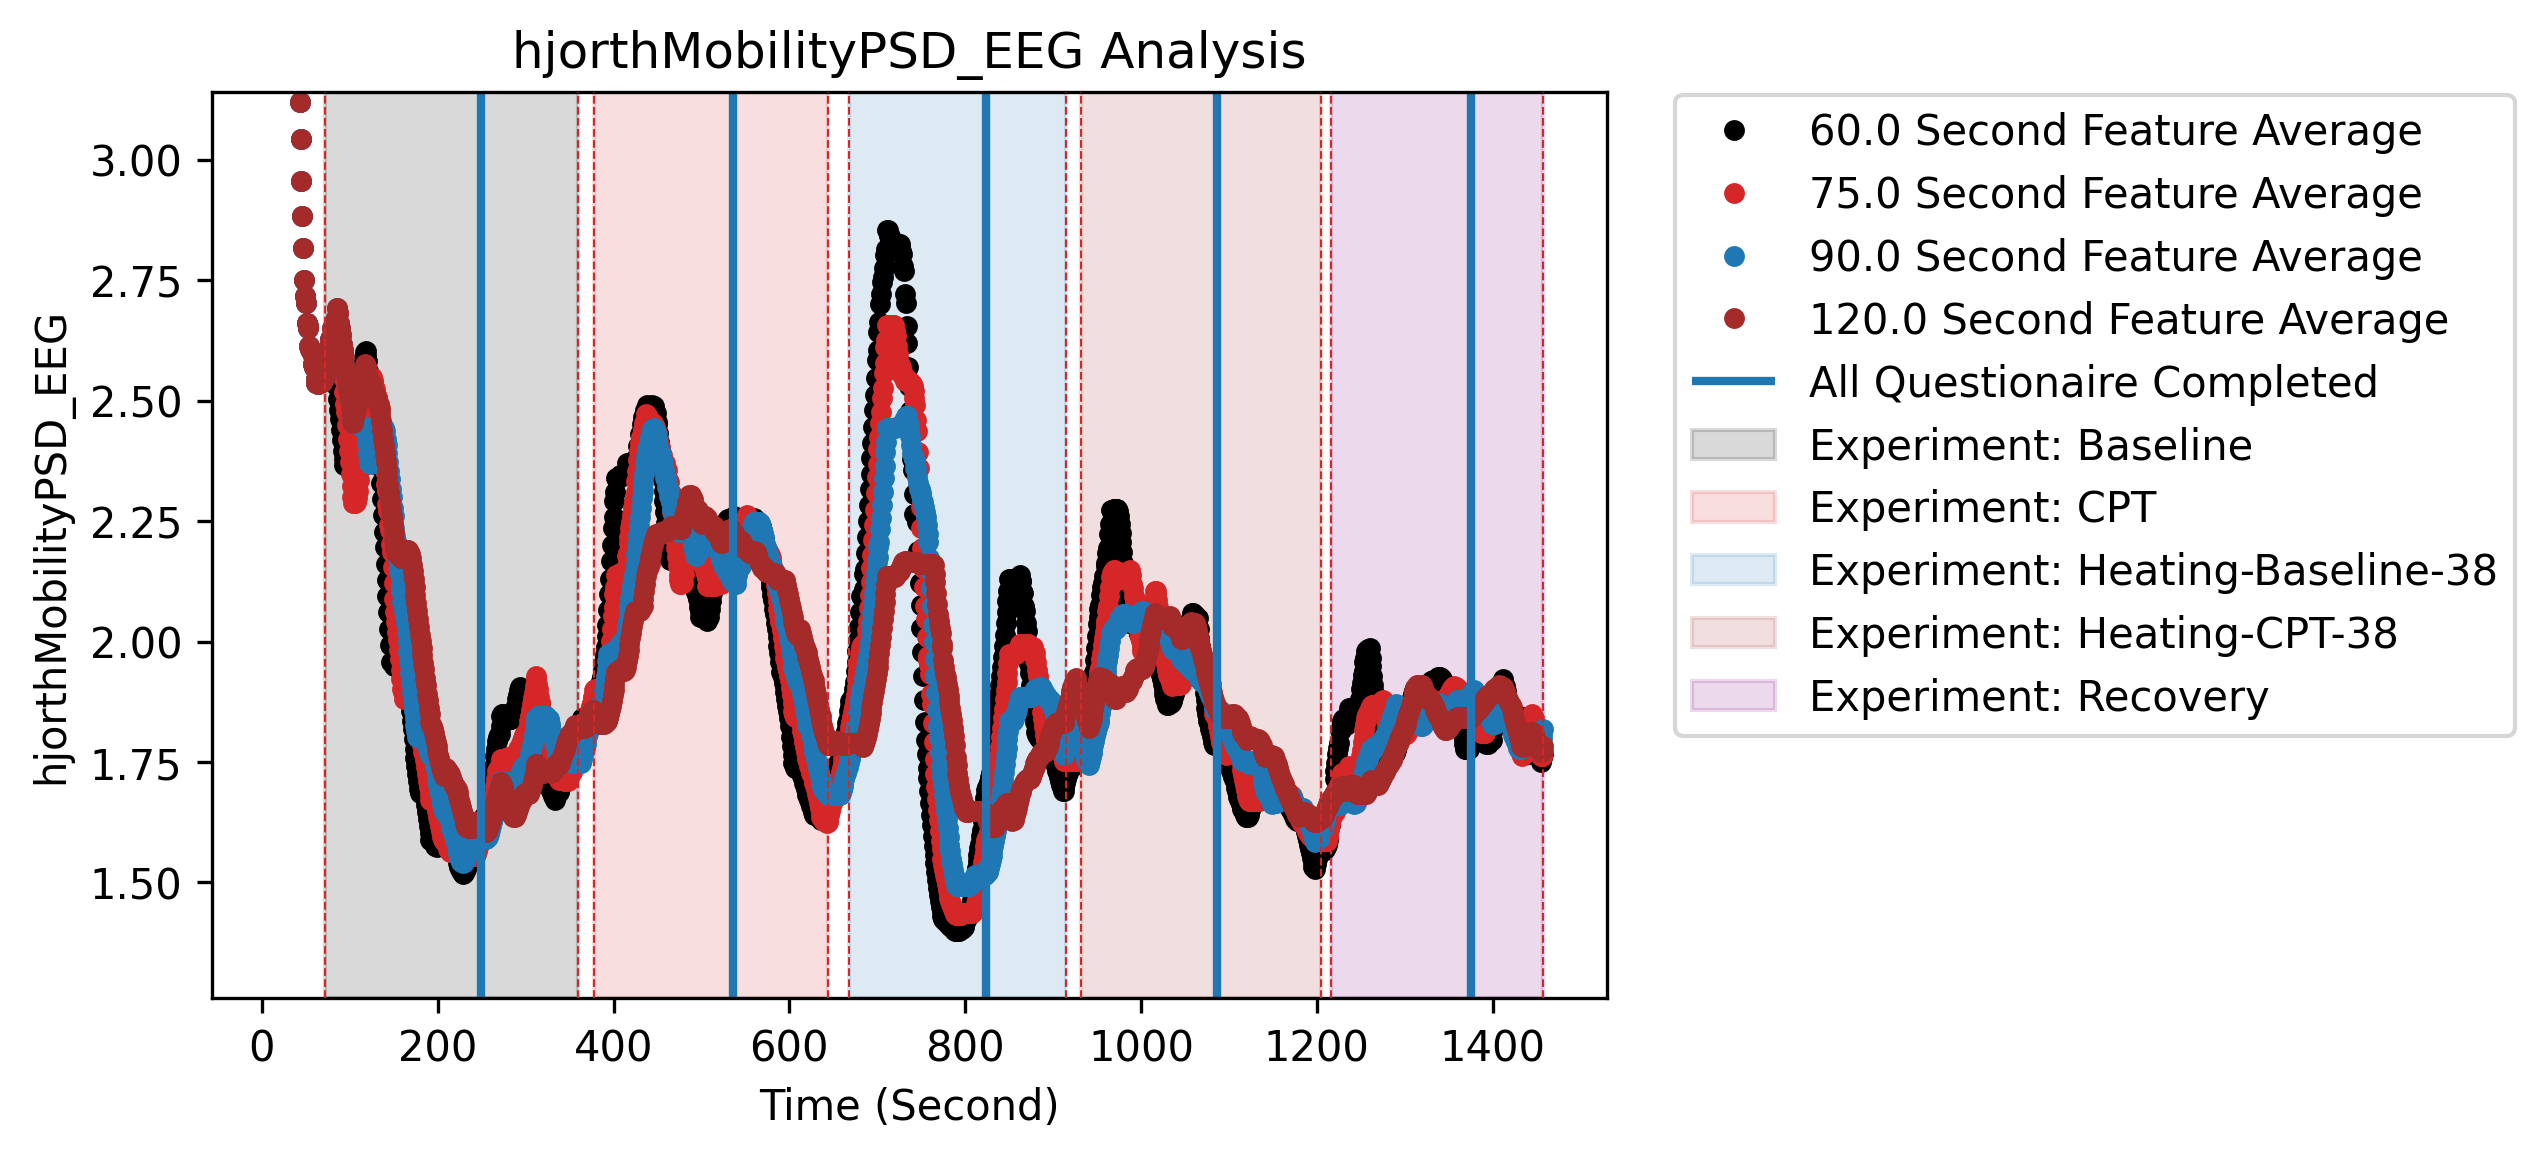 hjorthMobilityPSD_EEG Analysis
hjorthMobilityPSD_EEG
3.00
2.75
2.50
2.25
2.00
1.75
1.50
0 200 400 600 800 1000 1200 1400
Time (Second)
60.0 Second Feature Average
75.0 Second Feature Average
90.0 Second Feature Average
120.0 Second Feature Average
All Questionaire Completed
Experiment: Baseline
Experiment: CPT
Experiment: Heating-Baseline-38
Experiment: Heating-CPT-38
Experiment: Recovery